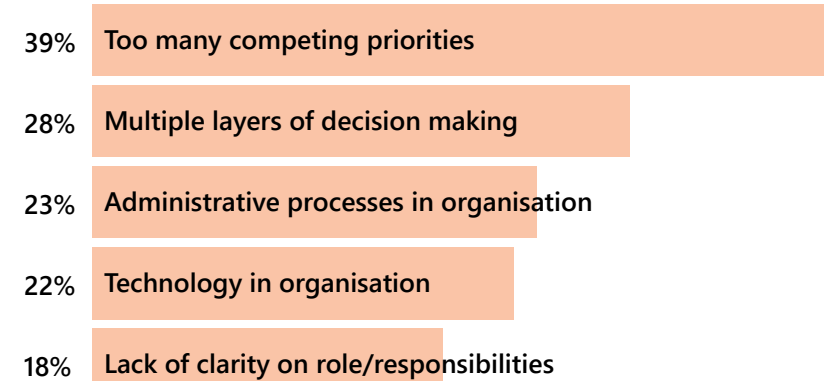 39% Too many competing priorities
28% Multiple layers of decision making
23% Administrative processes in organisation
22% Technology in organisation
18% Lack of clarity on role/responsibilities